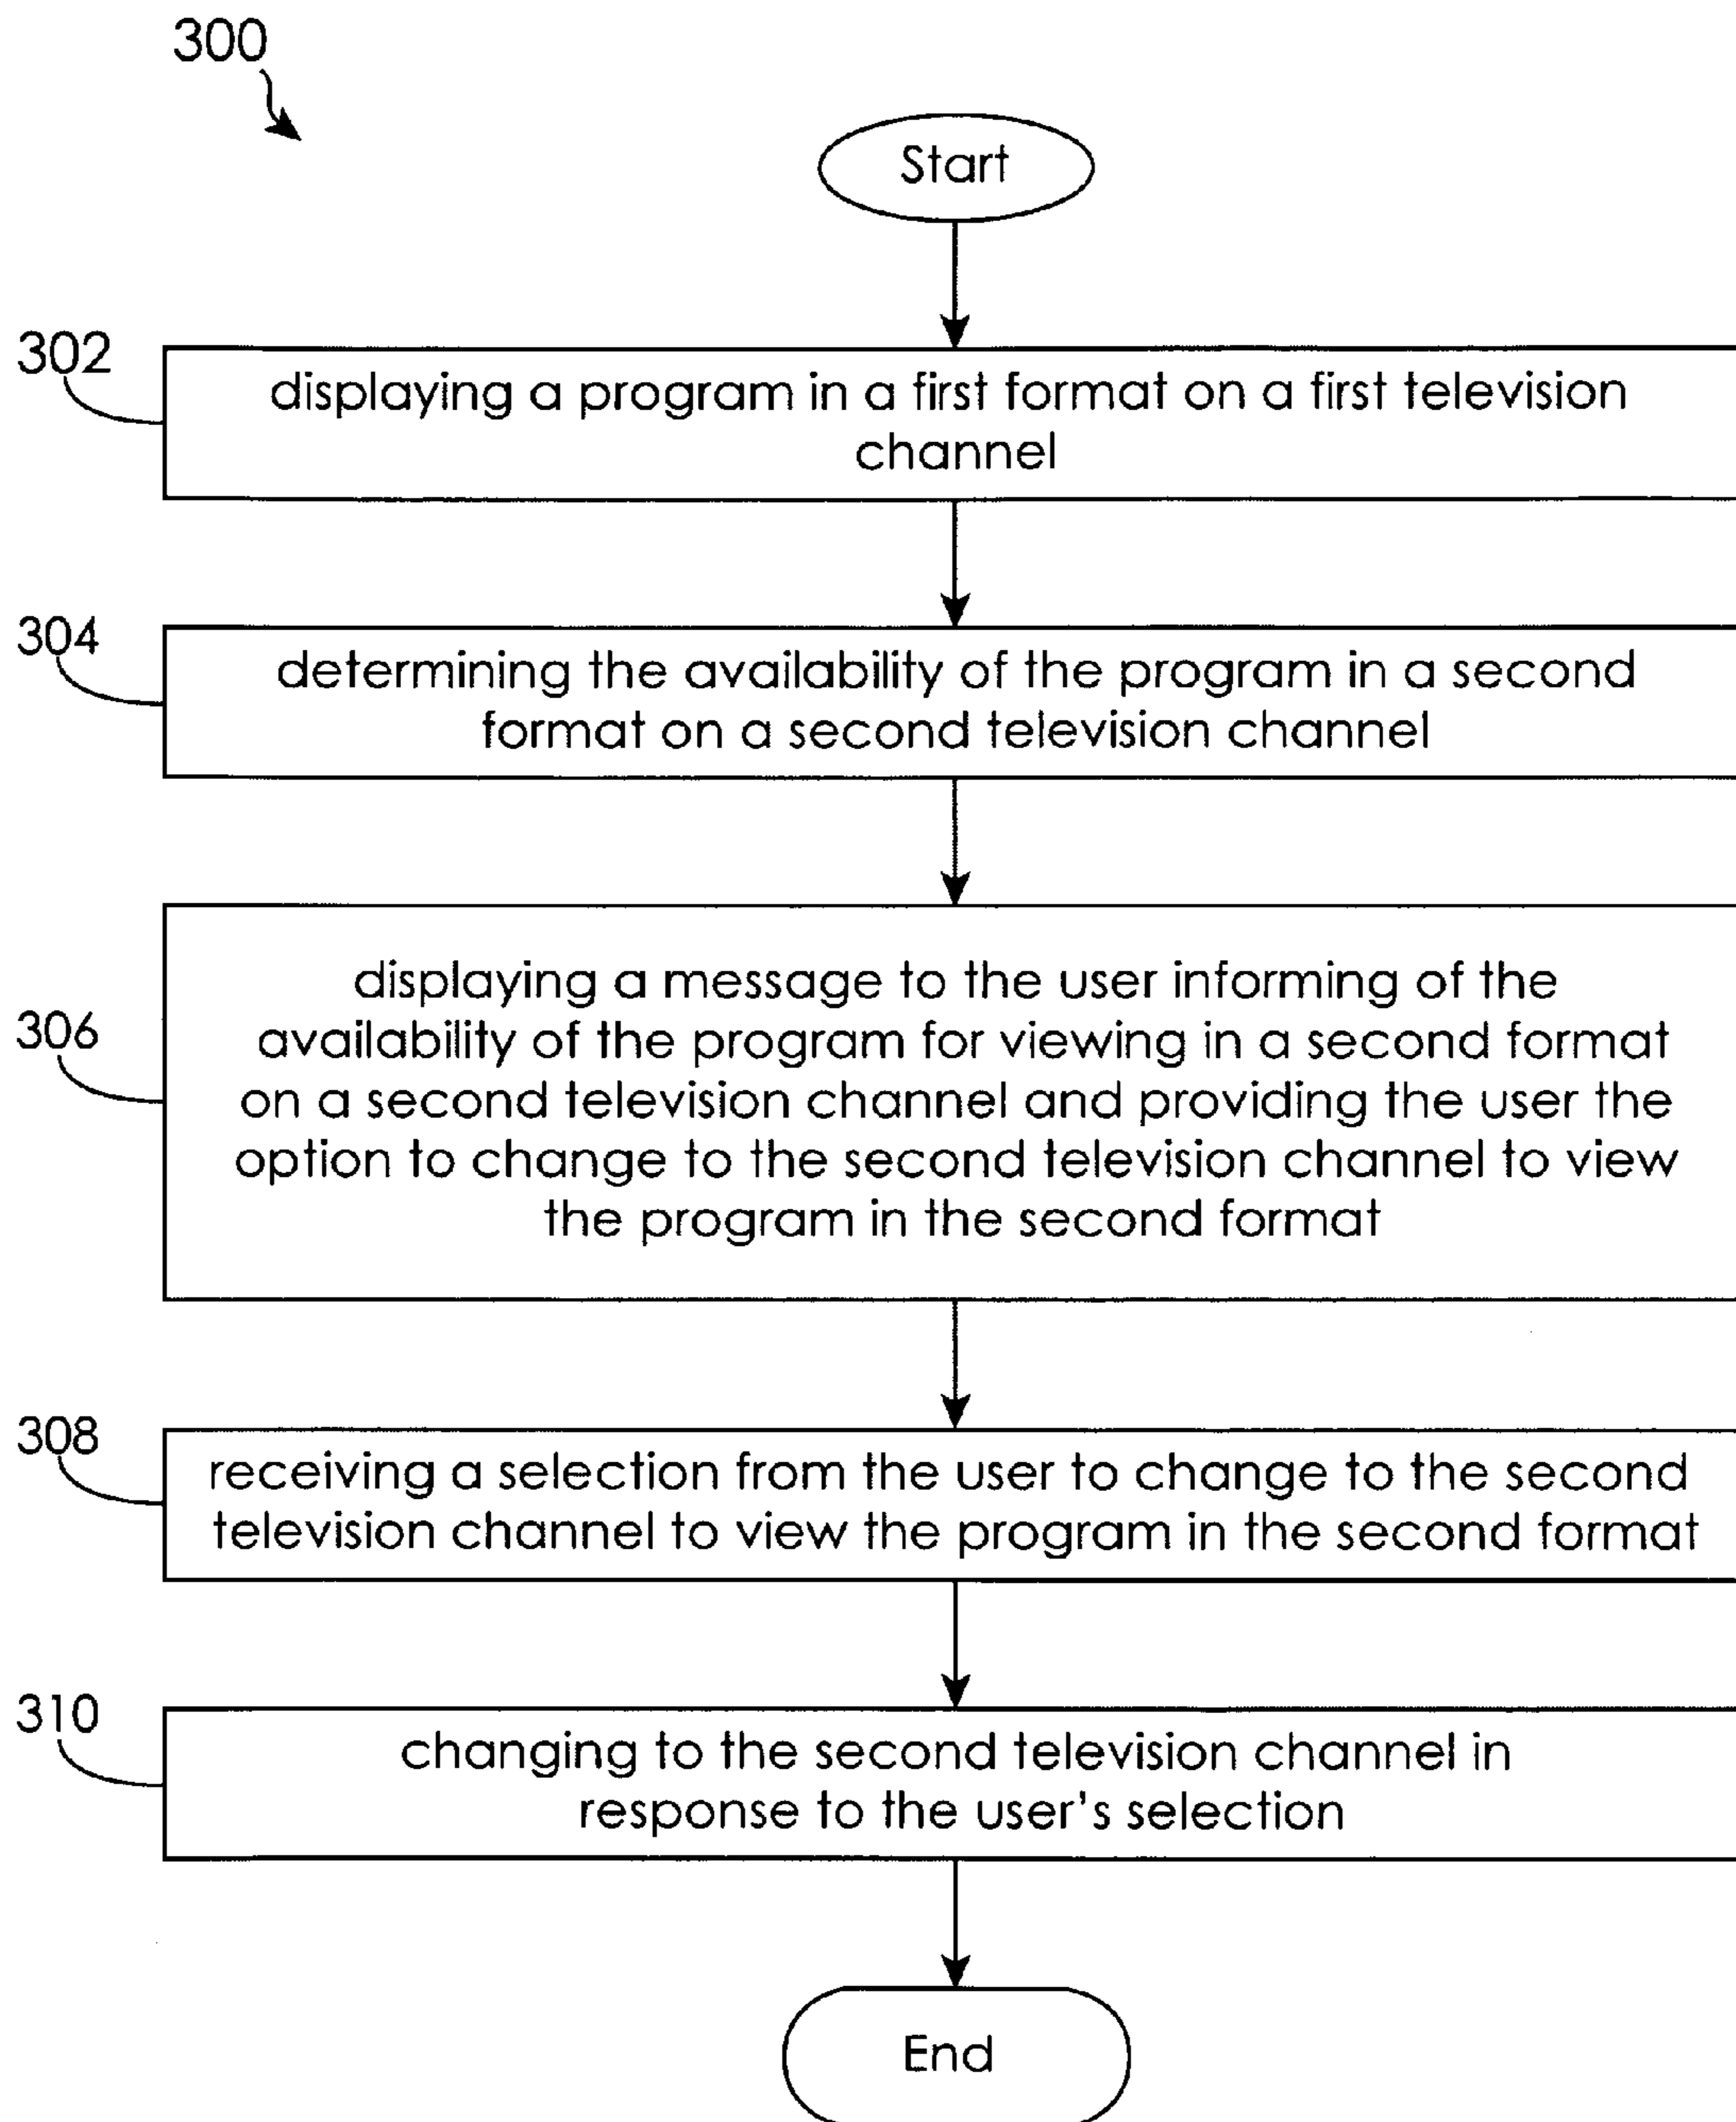 300
Start
302
displaying a program in a first format on a first television
channel
304
determining the availability of the program in a second
format on a second television channel
306
displaying a message to the user informing of the
availability of the program for viewing in a second format
on a second television channel and providing the user the
option to change to the second television channel to view
the program in the second format
308
receiving a selection from the user to change to the second
television channel to view the program in the second format
310
changing to the second television channel in
response to the user's selection
End